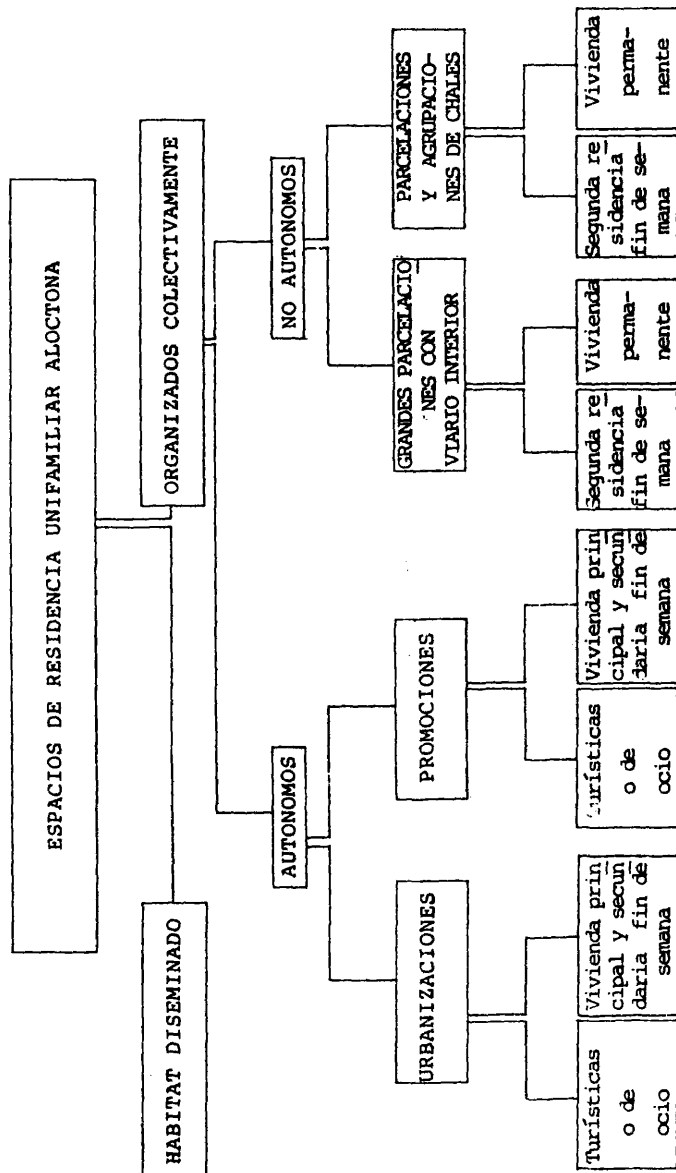 ESPACIOS DE RESIDENCIA UNIFAMILIAR ALOCTONA
HABITAT DISEMINADO
ORGANIZADOS COLECTIVAMENTE
AUTONOMOS
NO AUTONOMOS
URBANIZACIONES
PROMOCIONES
GRANDES PARCELACIO
NES CON
VIARIO INTERIOR
PARCELACIONES
Y AGRUPACIO-
NES DE CHALES
Turísticas
o de
ocio
Vivienda prin
cipal y secun
daria fin de
semana
Turísticas
o de
ocio
Vivienda prin
cipal y secun
daria fin de
semana
Segunda re
sidencia
fin de se-
mana
Vivienda
perma-
nente
Segunda re
sidencia
fin de se-
mana
Vivienda
perma-
nente